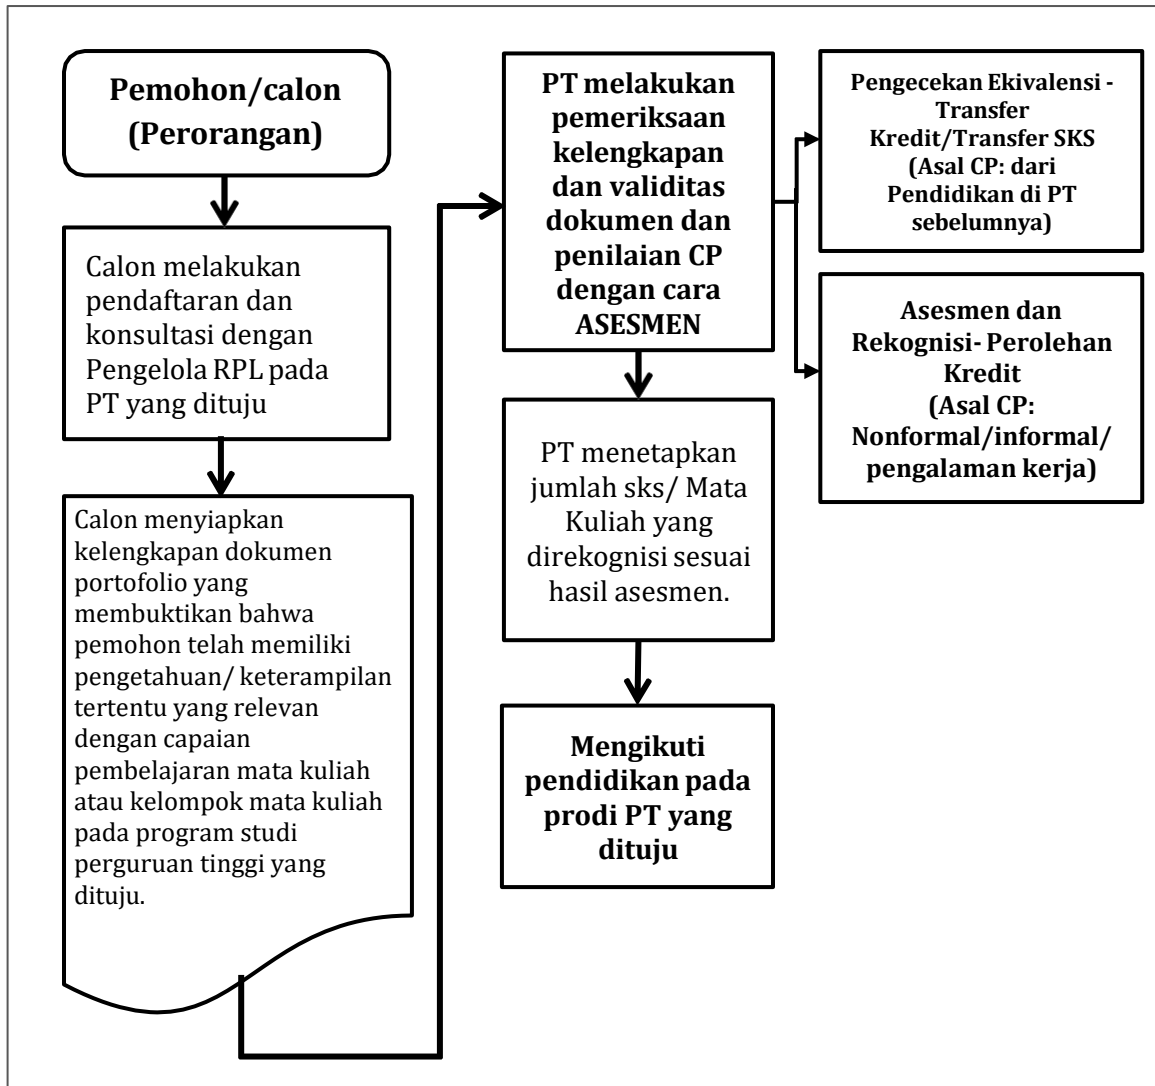 Pemohon/calon
(Perorangan)
Calon melakukan
pendaftaran dan
konsultasi dengan
Pengelola RPL pada
PT yang dituju
Calon menyiapkan
kelengkapan dokumen
portofolio yang
membuktikan bahwa
pemohon telah memiliki
pengetahuan/ keterampilan
tertentu yang relevan
dengan capaian
pembelajaran mata kuliah
atau kelompok mata kuliah
pada program studi
perguruan tinggi yang
dituju.
PT melakukan
pemeriksaan
kelengkapan
dan validitas
dokumen dan
penilaian CP
dengan cara
ASESMEN
PT menetapkan
jumlah sks/ Mata
Kuliah yang
direkognisi sesuai
hasil asesmen.
Mengikuti
pendidikan pada
prodi PT yang
dituju
Pengecekan Ekivalensi -
Transfer
Kredit/Transfer SKS
(Asal CP: dari
Pendidikan di PT
sebelumnya)
Asesmen dan
Rekognisi- Perolehan
Kredit
(Asal CP:
Nonformal/informal/
pengalaman kerja)